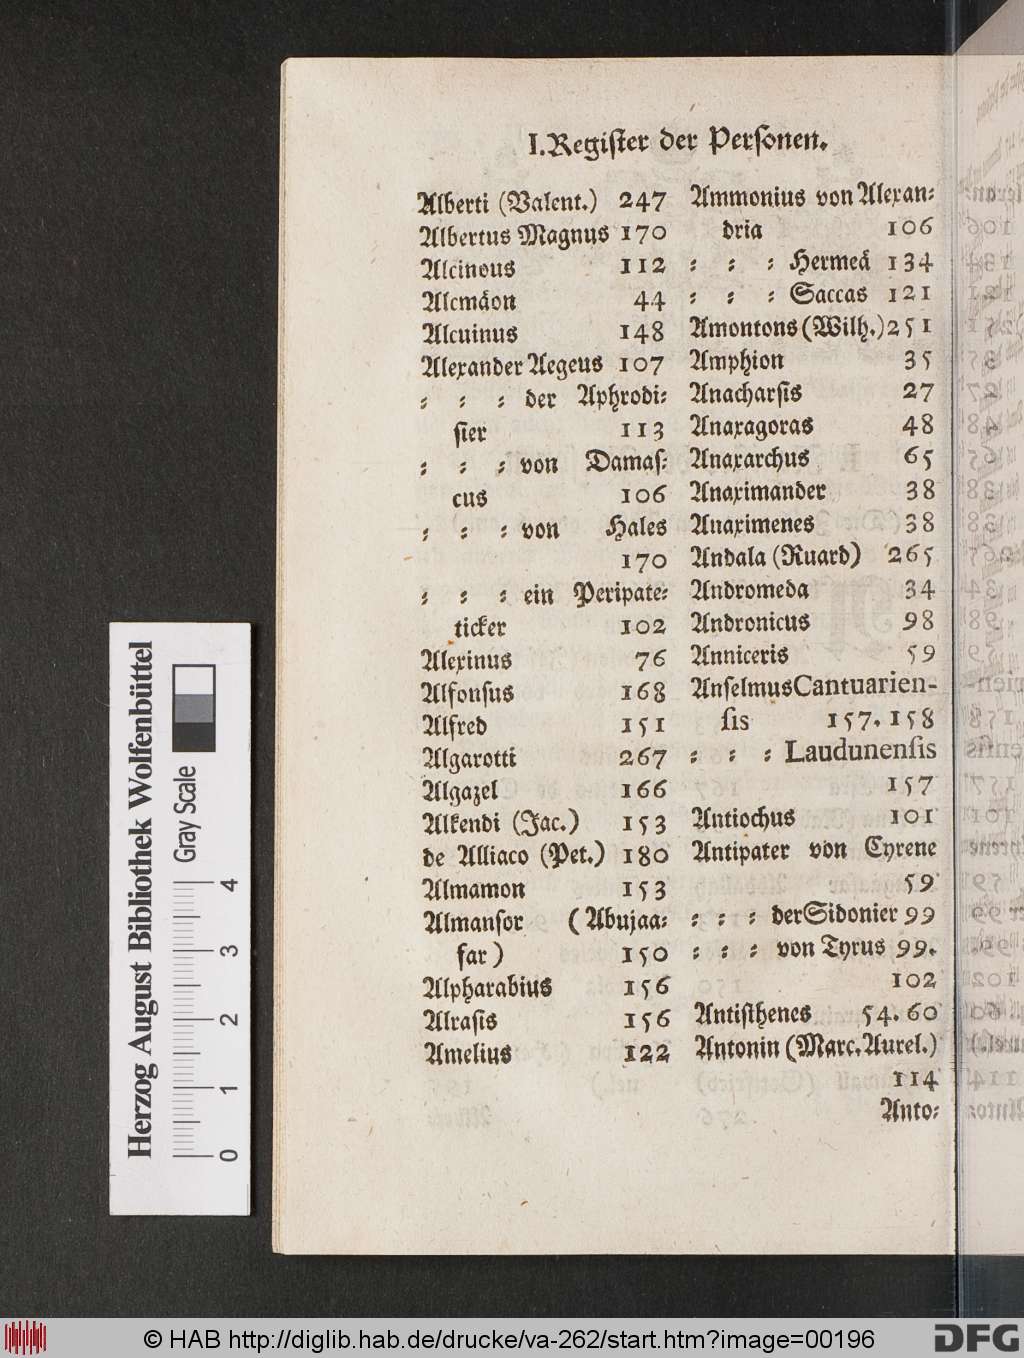 I. Register der Personen.
Alberti (Valent.) 247
Albertus Magnus 170
Alcinous 112
Alcmäon 44
Alcuinus 148
Alexander Aegeus 107
⸗ ⸗ ⸗ der Aphrodi⸗
sier 113
⸗ ⸗ ⸗ von Damas⸗
cus 106
⸗ ⸗ ⸗ von Hales
170
⸗ ⸗ ⸗ ein Peripate⸗
ticker 102
Alexinus 76
Alfonsus 168
Alfred 151
Algarotti 267
Algazel 166
Alkendi (Jac.) 153
de Alliaco (Pet.) 180
Almamon 153
Almansor (Abujaa⸗
far) 150
Alpharabius 156
Alrasis 156
Amelius 122
Ammonius von Alexan⸗
dria 106
⸗ ⸗ ⸗ Hermeä 134
⸗ ⸗ ⸗ Saccas 121
Amontons (Wilh.) 251
Amphion 35
Anacharsis 27
Anaxagoras 48
Anaxarchus 65
Anaximander 38
Anaximenes 38
Andala (Ruard) 265
Andromeda 34
Andronicus 98
Anniceris 59
Anselmus Cantuarien-
sis 157. 158
⸗ ⸗ ⸗ Laudunensis
157
Antiochus 101
Antipater von Cyrene
59
⸗ ⸗ ⸗ der Sidonier 99
⸗ ⸗ ⸗ von Tyrus 99.
102
Antisthenes 54. 60
Antonin (Marc. Aurel.)
114
Anto⸗
Herzog August Bibliothek Wolfenbüttel
Gray Scale
0 1 2 3 4
© HAB http://diglib.hab.de/drucke/va-262/start.htm?image=00196
DFG